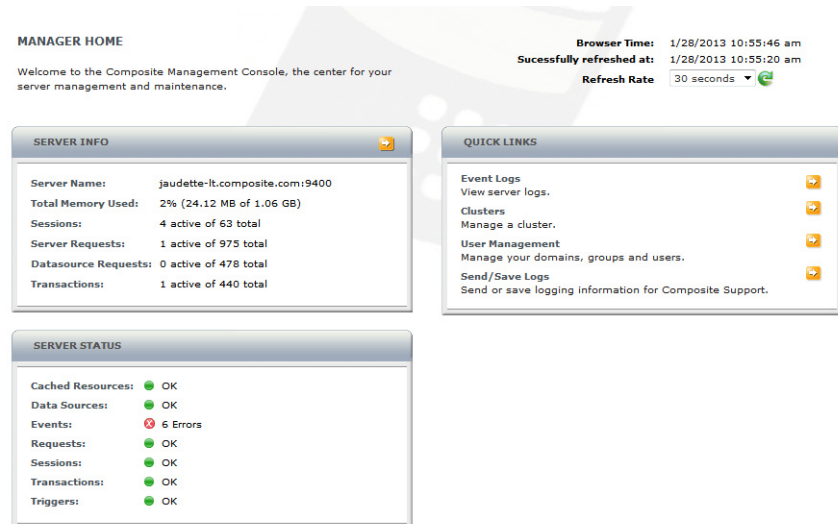 MANAGER HOME
Welcome to the Composite Management Console, the center for your
server management and maintenance.
Browser Time: 1/28/2013 10:55:46 am
Sucessfully refreshed at: 1/28/2013 10:55:20 am
Refresh Rate 30 seconds
SERVER INFO
Server Name: jaudette-lt.composite.com:9400
Total Memory Used: 2% (24.12 MB of 1.06 GB)
Sessions: 4 active of 63 total
Server Requests: 1 active of 975 total
Datasource Requests: 0 active of 478 total
Transactions: 1 active of 440 total
QUICK LINKS
Event Logs
View server logs.
Clusters
Manage a cluster.
User Management
Manage your domains, groups and users.
Send/Save Logs
Send or save logging information for Composite Support.
SERVER STATUS
Cached Resources: OK
Data Sources: OK
Events: 6 Errors
Requests: OK
Sessions: OK
Transactions: OK
Triggers: OK